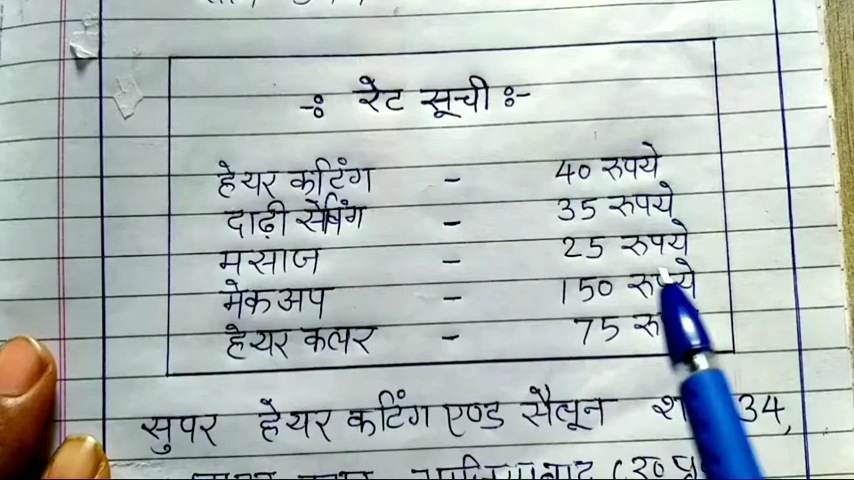 -: रेट सूची :-
हेयर कटिंग - 40 रुपये
दाढ़ी सेबिंग - 35 रुपये
मसाज - 25 रुपये
मेकअप - 150 रुपये
हेयर कलर - 75 रु
सुपर हेयर कटिंग एण्ड सैलून 34,